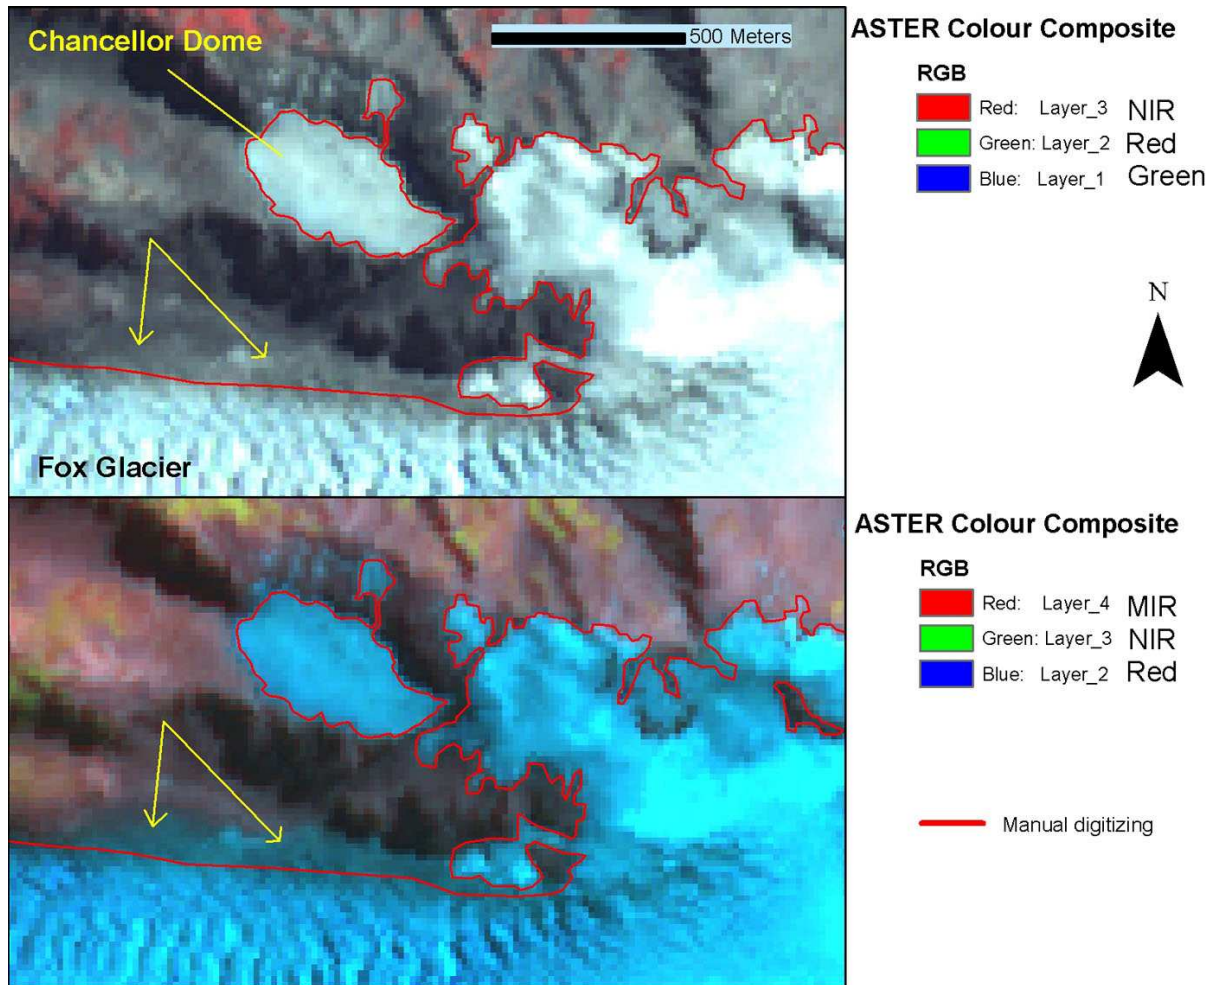 Chancellor Dome
500 Meters
Fox Glacier
ASTER Colour Composite
RGB
Red: Layer_3 NIR
Green: Layer_2 Red
Blue: Layer_1 Green
N
ASTER Colour Composite
RGB
Red: Layer_4 MIR
Green: Layer_3 NIR
Blue: Layer_2 Red
Manual digitizing